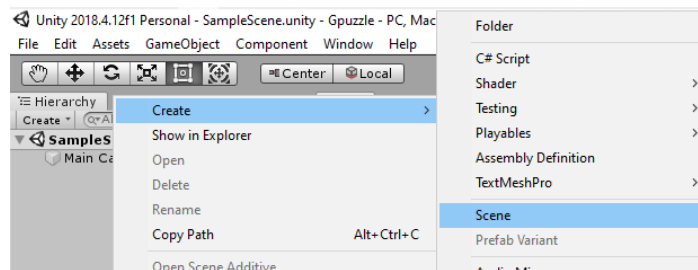 Unity 2018.4.12f1 Personal - SampleScene.unity - Gpuzzle - PC, Mac
File Edit Assets GameObject Component Window Help
Center Local
Hierarchy
Create
SampleS
Main Ca
Create
Show in Explorer
Open
Delete
Rename
Copy Path Alt+Ctrl+C
Open Scene Additive
Folder
C# Script
Shader
Testing
Playables
Assembly Definition
TextMeshPro
Scene
Prefab Variant